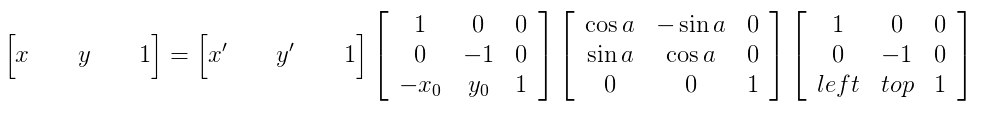 [x y 1] = [x′ y′ 1] [1 0 0; 0 −1 0; −x₀ y₀ 1] [cos a −sin a 0; sin a cos a 0; 0 0 1] [1 0 0; 0 −1 0; left top 1]